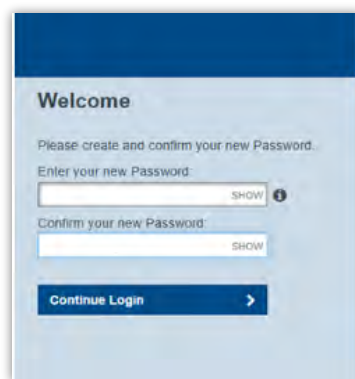 Welcome
Please create and confirm your new Password.
Enter your new Password:
SHOW
Confirm your new Password:
SHOW
Continue Login